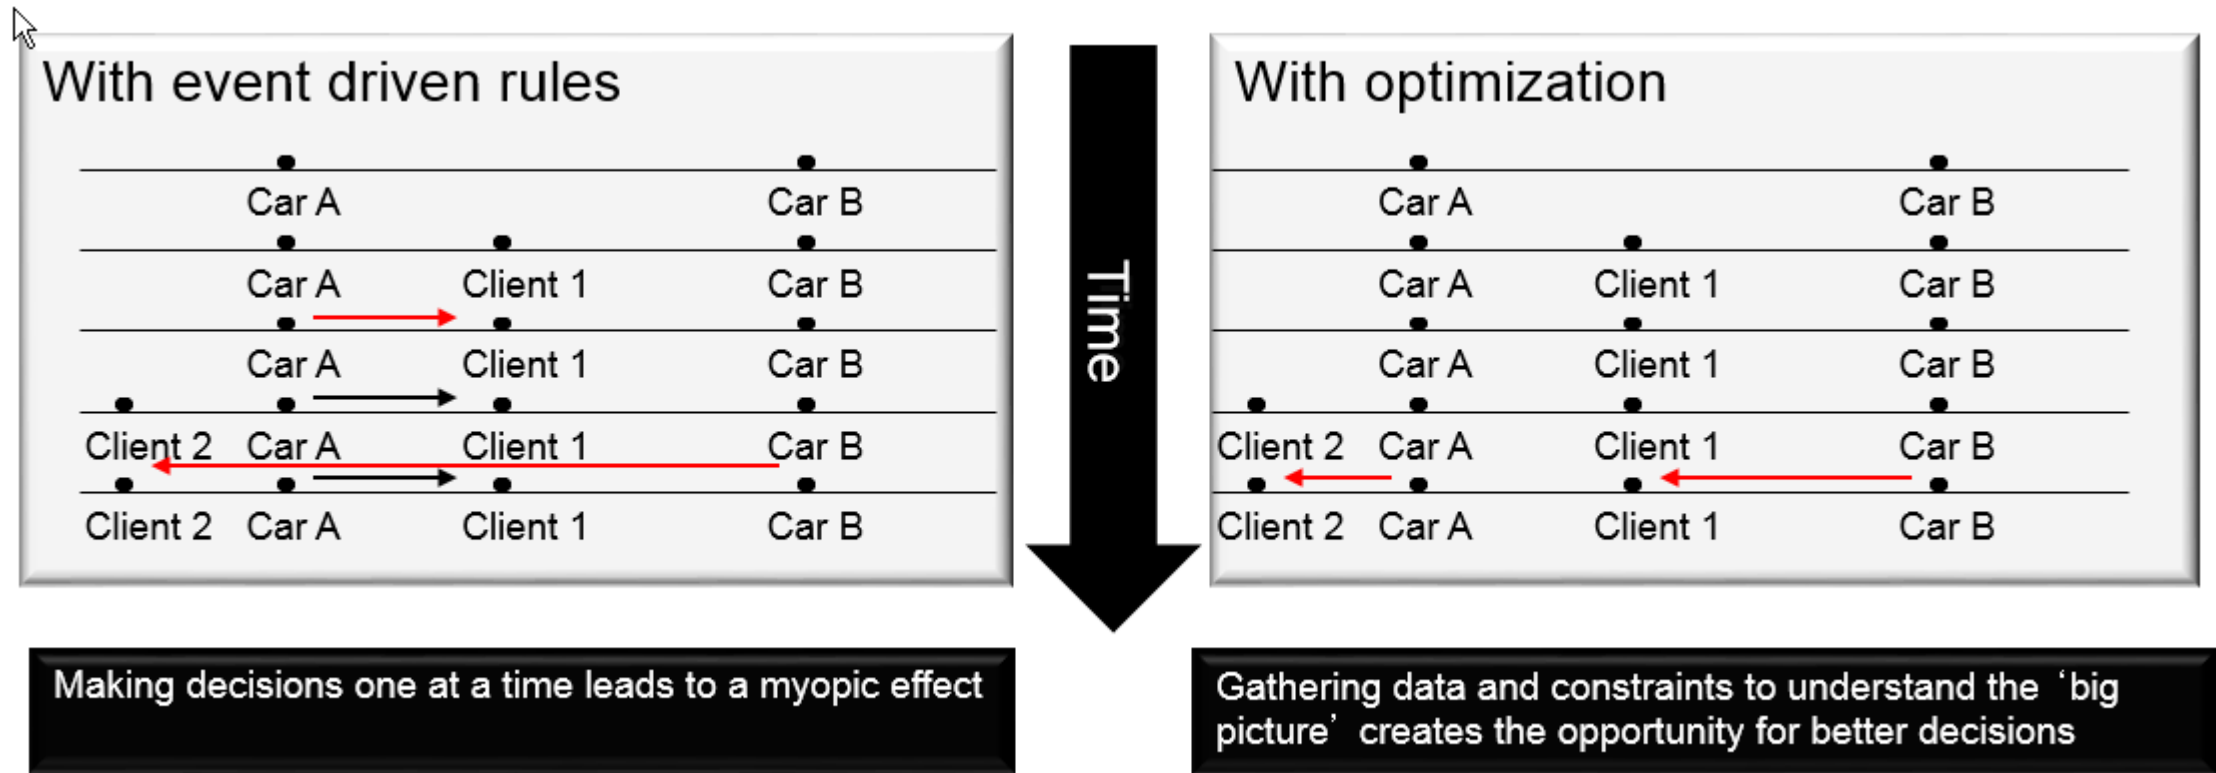 With event driven rules
Car A Car B
Car A Client 1 Car B
Car A Client 1 Car B
Client 2 Car A Client 1 Car B
Client 2 Car A Client 1 Car B
Time
With optimization
Car A Car B
Car A Client 1 Car B
Car A Client 1 Car B
Client 2 Car A Client 1 Car B
Client 2 Car A Client 1 Car B
Making decisions one at a time leads to a myopic effect
Gathering data and constraints to understand the ‘big
picture’ creates the opportunity for better decisions